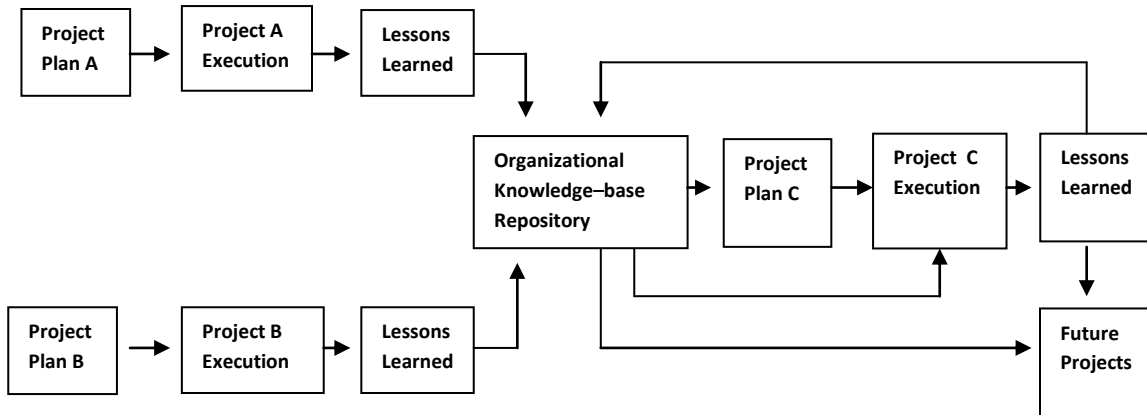 Project
Plan A
Project A
Execution
Lessons
Learned
Organizational
Knowledge–base
Repository
Project
Plan C
Project  C
Execution
Lessons
Learned
Project
Plan B
Project B
Execution
Lessons
Learned
Future
Projects